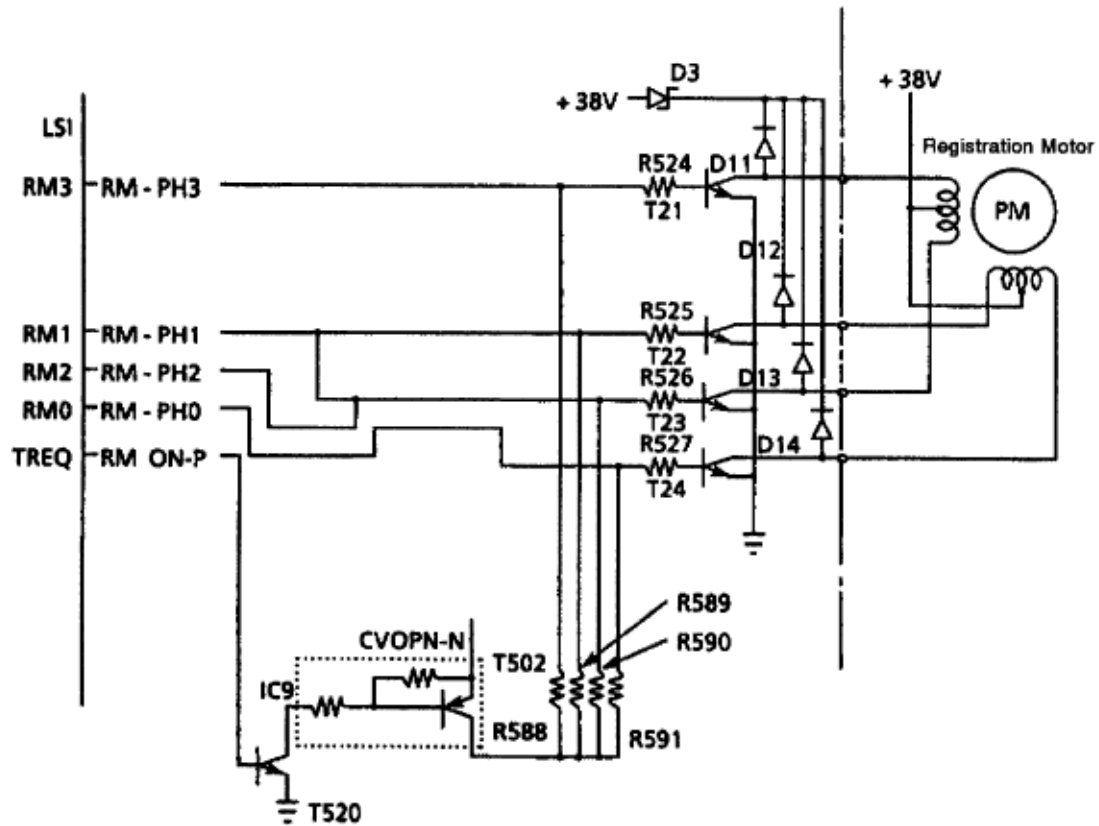 D3
+ 38V
+ 38V
LSI
Registration Motor
R524
D11
RM3
RM - PH3
T21
PM
D12
R525
RM1
RM - PH1
T22
RM2
RM - PH2
R526
D13
RM0
RM - PH0
T23
R527
TREQ
RM ON-P
D14
T24
R589
R590
CVOPN-N
T502
IC9
R588
R591
T520